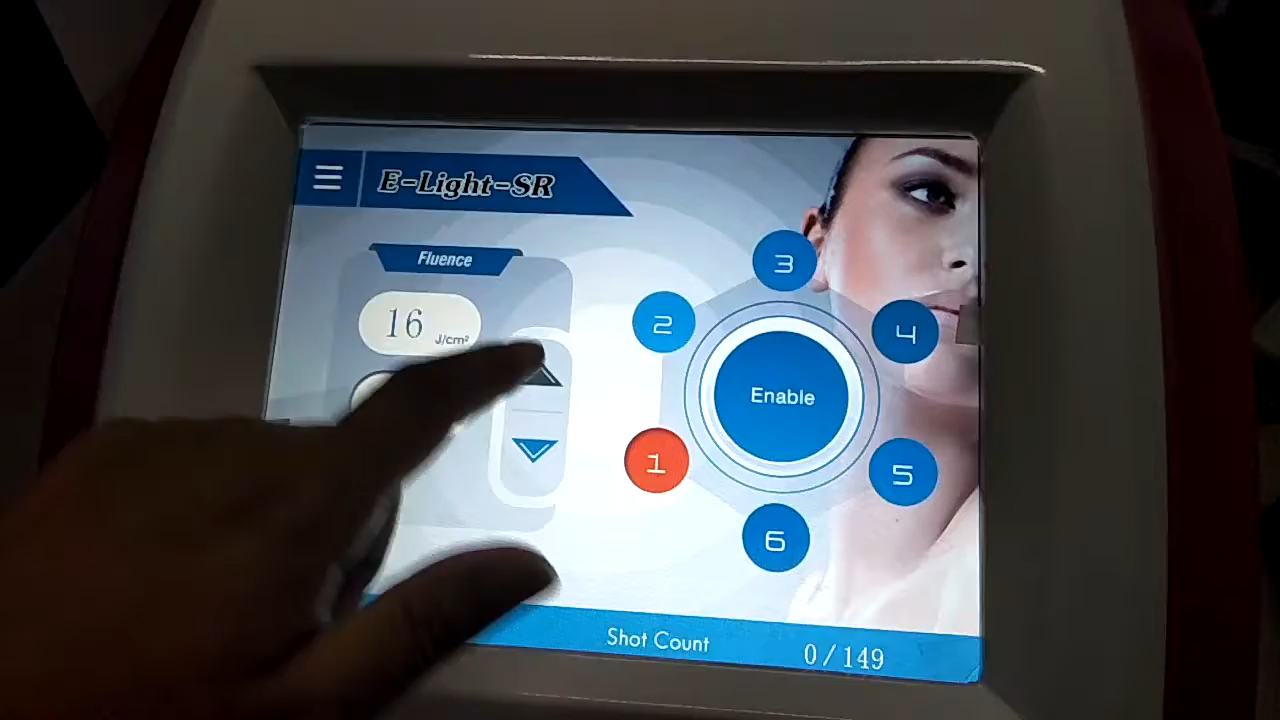 E-Light-SR
Fluence
16 J/cm²
3
2
4
Enable
1
5
6
Shot Count 0/149